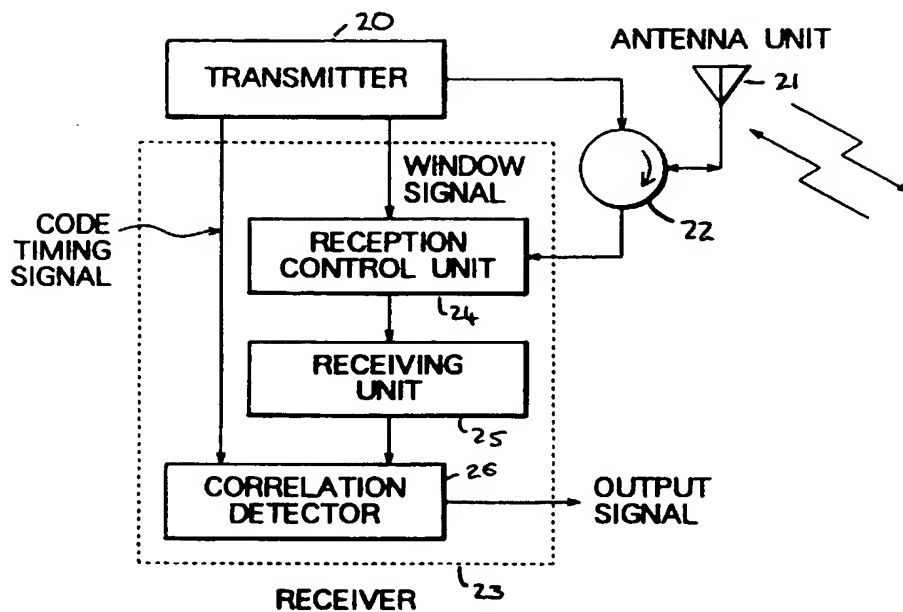 20
TRANSMITTER
ANTENNA UNIT
21
WINDOW
SIGNAL
22
CODE
TIMING
SIGNAL
RECEPTION
CONTROL UNIT
24
RECEIVING
UNIT
25
26
CORRELATION
DETECTOR
OUTPUT
SIGNAL
23
RECEIVER